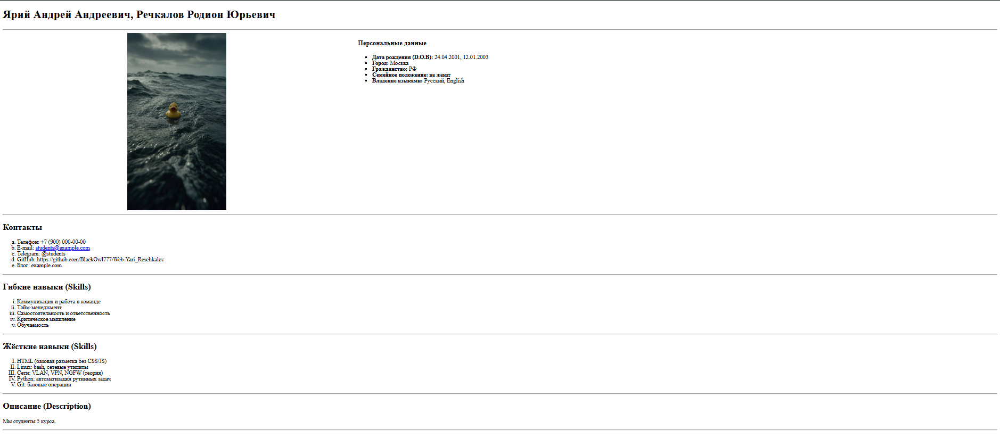 Ярий Андрей Андреевич, Речкалов Родион Юрьевич
Персональные данные
▪ Дата рождения (D.O.B): 24.04.2001, 12.01.2003
▪ Город: Москва
▪ Гражданство: РФ
▪ Семейное положение: не женат
▪ Владение языками: Русский, English
Контакты
a. Телефон: +7 (900) 000-00-00
b. E-mail: students@example.com
c. Telegram: @students
d. GitHub: https://github.com/BlackOwl777/Web-Yari_Reschkalov
e. Блог: example.com
Гибкие навыки (Skills)
i. Коммуникация и работа в команде
ii. Тайм-менеджмент
iii. Самостоятельность и ответственность
iv. Критическое мышление
v. Обучаемость
Жёсткие навыки (Skills)
I. HTML (базовая разметка без CSS/JS)
II. Linux: bash, сетевые утилиты
III. Сети: VLAN, VPN, NGFW (теория)
IV. Python: автоматизация рутинных задач
V. Git: базовые операции
Описание (Description)
Мы студенты 5 курса.